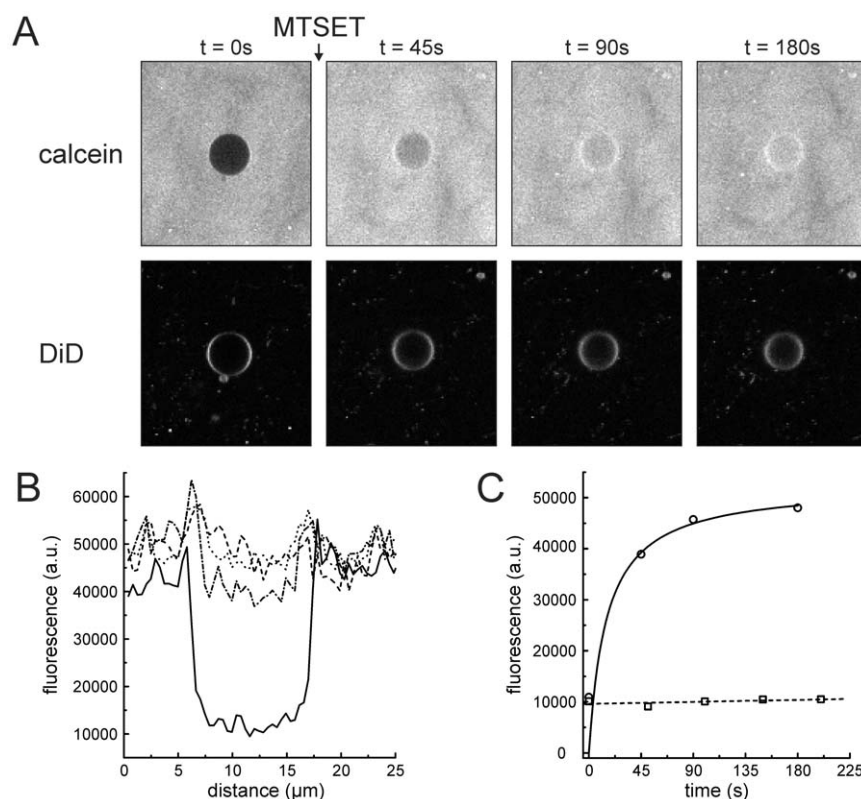 A
MTSET
t = 0s t = 45s t = 90s t = 180s
calcein
DiD
B
fluorescence (a.u.)
60000
50000
40000
30000
20000
10000
0 5 10 15 20 25
distance (µm)
C
fluorescence (a.u.)
50000
40000
30000
20000
10000
0
0 45 90 135 180 225
time (s)